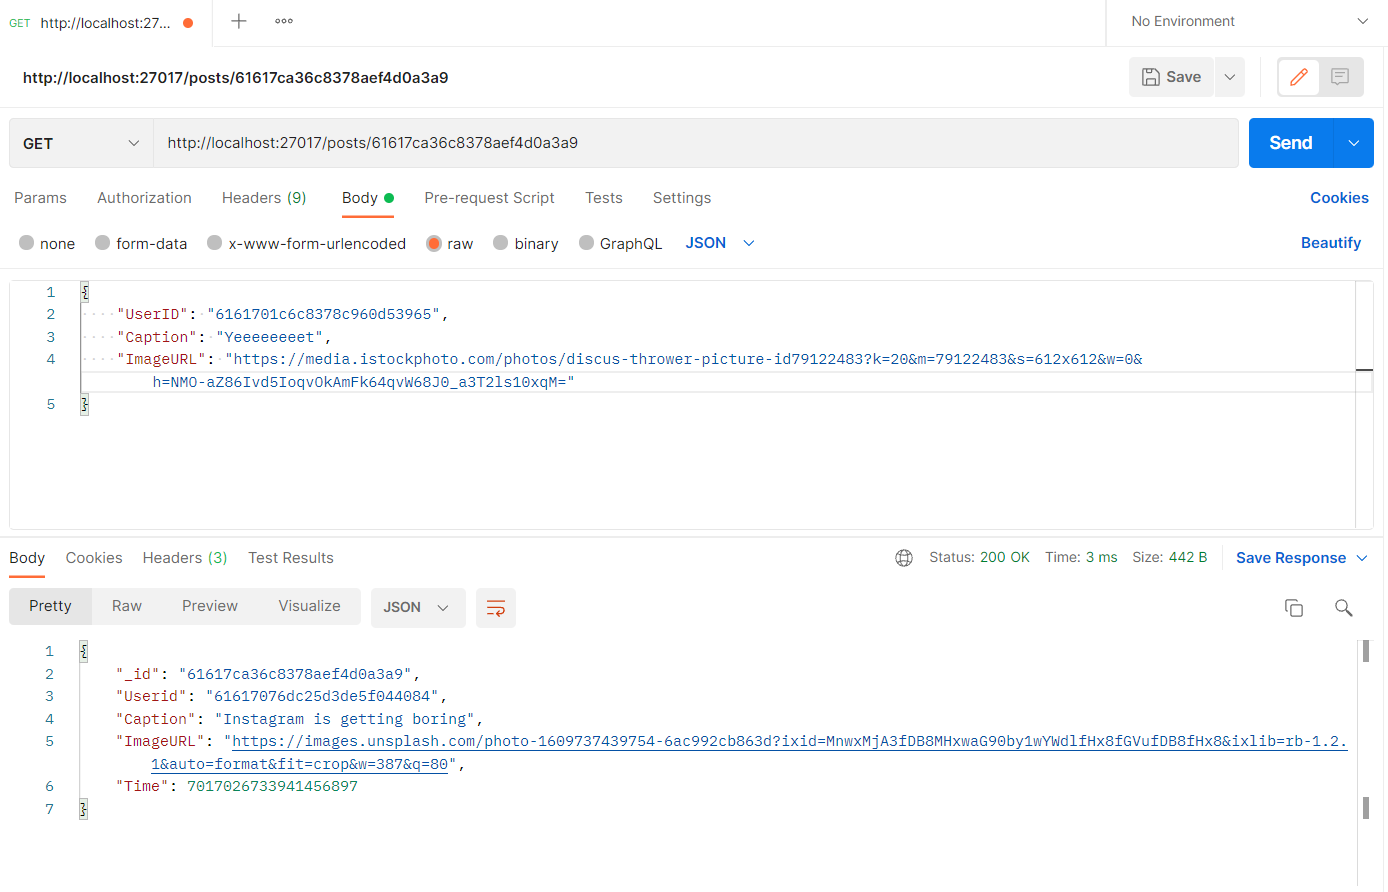 GET http://localhost:27... No Environment
http://localhost:27017/posts/61617ca36c8378aef4d0a3a9 Save
GET http://localhost:27017/posts/61617ca36c8378aef4d0a3a9 Send
Params Authorization Headers (9) Body Pre-request Script Tests Settings Cookies
none form-data x-www-form-urlencoded raw binary GraphQL JSON Beautify
1 {
2 "UserID": "6161701c6c8378c960d53965",
3 "Caption": "Yeeeeeeeet",
4 "ImageURL": "https://media.istockphoto.com/photos/discus-thrower-picture-id79122483?k=20&m=79122483&s=612x612&w=0&
h=NMO-aZ86Ivd5IoqvOkAmFk64qvW68J0_a3T2ls10xqM="
5 }
Body Cookies Headers (3) Test Results Status: 200 OK Time: 3 ms Size: 442 B Save Response
Pretty Raw Preview Visualize JSON
1 {
2 "_id": "61617ca36c8378aef4d0a3a9",
3 "Userid": "61617076dc25d3de5f044084",
4 "Caption": "Instagram is getting boring",
5 "ImageURL": "https://images.unsplash.com/photo-1609737439754-6ac992cb863d?ixid=MnwxMjA3fDB8MHxwaG90by1wYWdlfHx8fGVufDB8fHx8&ixlib=rb-1.2.
1&auto=format&fit=crop&w=387&q=80",
6 "Time": 7017026733941456897
7 }